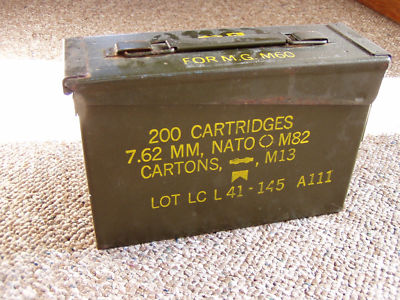 FOR M.G. M60
200 CARTRIDGES
7.62 MM, NATO M82
CARTONS, , M13
LOT LC L 41-145 A111